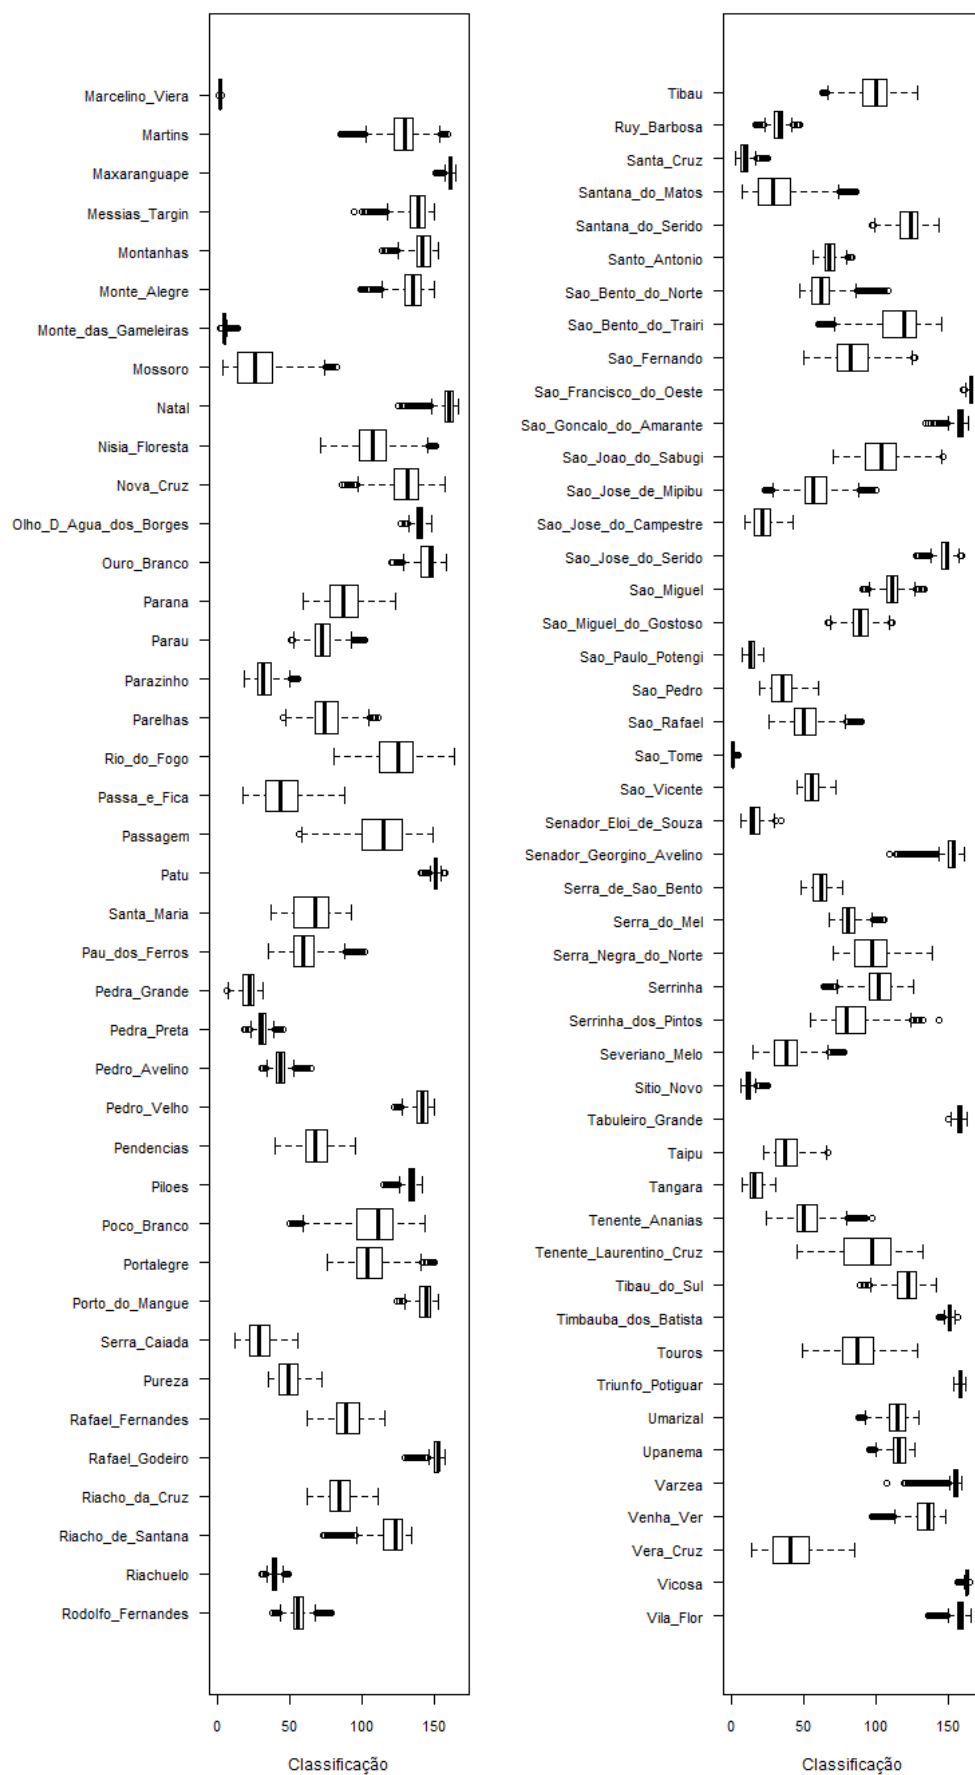 Marcelino_Viera
Martins
Maxaranguape
Messias_Targin
Montanhas
Monte_Alegre
Monte_das_Gameleiras
Mossoro
Natal
Nisia_Floresta
Nova_Cruz
Olho_D_Agua_dos_Borges
Ouro_Branco
Parana
Parau
Parazinho
Parelhas
Rio_do_Fogo
Passa_e_Fica
Passagem
Patu
Santa_Maria
Pau_dos_Ferros
Pedra_Grande
Pedra_Preta
Pedro_Avelino
Pedro_Velho
Pendencias
Piloes
Poco_Branco
Portalegre
Porto_do_Mangue
Serra_Caiada
Pureza
Rafael_Fernandes
Rafael_Godeiro
Riacho_da_Cruz
Riacho_de_Santana
Riachuelo
Rodolfo_Fernandes
0 50 100 150
Classificação
Tibau
Ruy_Barbosa
Santa_Cruz
Santana_do_Matos
Santana_do_Serido
Santo_Antonio
Sao_Bento_do_Norte
Sao_Bento_do_Trairi
Sao_Fernando
Sao_Francisco_do_Oeste
Sao_Goncalo_do_Amarante
Sao_Joao_do_Sabugi
Sao_Jose_de_Mipibu
Sao_Jose_do_Campestre
Sao_Jose_do_Serido
Sao_Miguel
Sao_Miguel_do_Gostoso
Sao_Paulo_Potengi
Sao_Pedro
Sao_Rafael
Sao_Tome
Sao_Vicente
Senador_Eloi_de_Souza
Senador_Georgino_Avelino
Serra_de_Sao_Bento
Serra_do_Mel
Serra_Negra_do_Norte
Serrinha
Serrinha_dos_Pintos
Severiano_Melo
Sitio_Novo
Tabuleiro_Grande
Taipu
Tangara
Tenente_Ananias
Tenente_Laurentino_Cruz
Tibau_do_Sul
Timbauba_dos_Batista
Touros
Triunfo_Potiguar
Umarizal
Upanema
Varzea
Venha_Ver
Vera_Cruz
Vicosa
Vila_Flor
0 50 100 150
Classificação